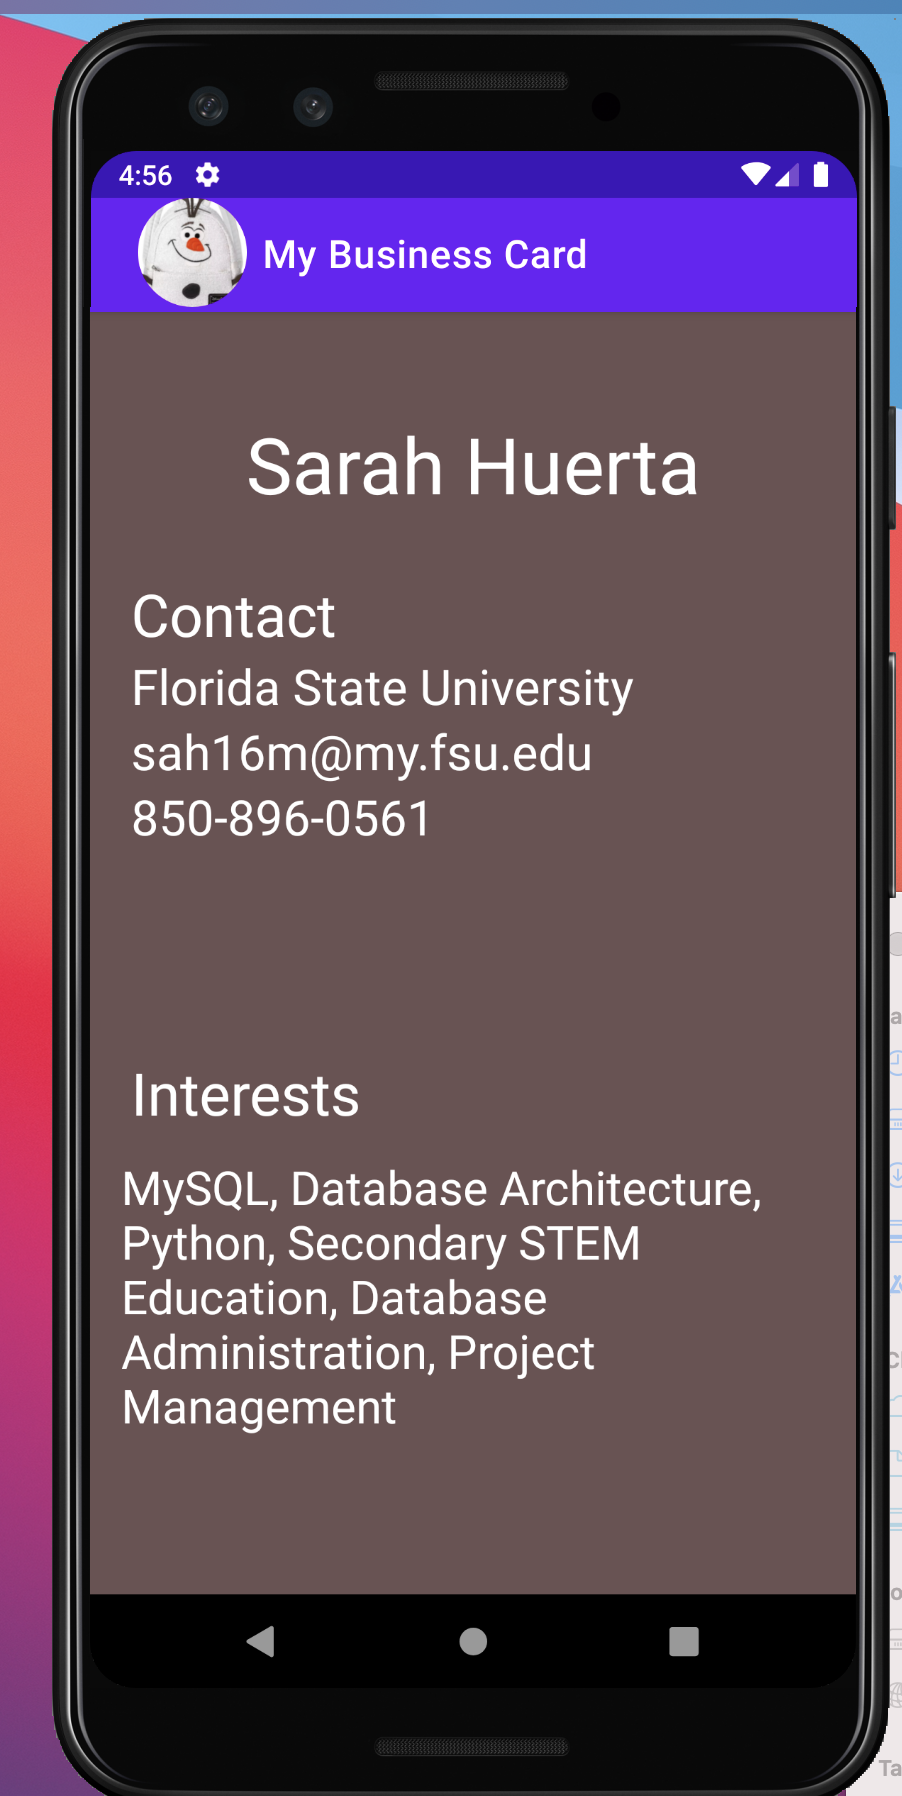 4:56
My Business Card
Sarah Huerta
Contact
Florida State University
sah16m@my.fsu.edu
850-896-0561
Interests
MySQL, Database Architecture,
Python, Secondary STEM
Education, Database
Administration, Project
Management
Ta